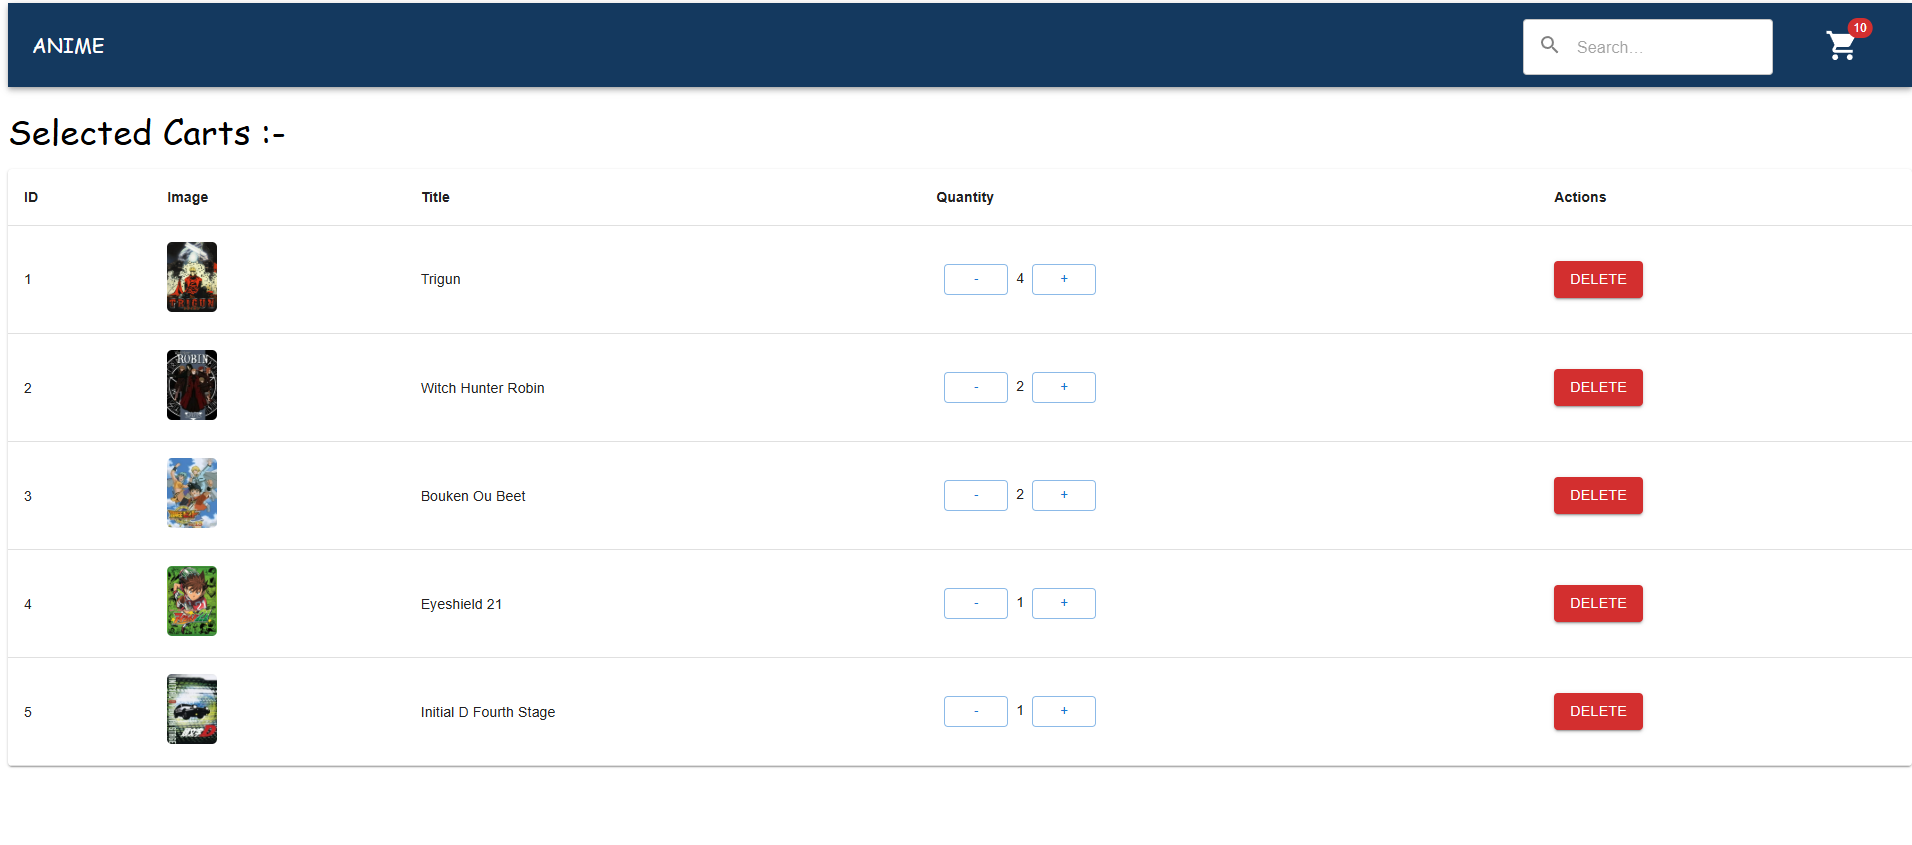 ANIME Search... 10
Selected Carts :-
ID Image Title Quantity Actions
1 TRIGUN Trigun - 4 + DELETE
2 ROBIN Witch Hunter Robin - 2 + DELETE
3 Bouken Ou Beet - 2 + DELETE
4 Eyeshield 21 - 1 + DELETE
5 Initial D Fourth Stage - 1 + DELETE